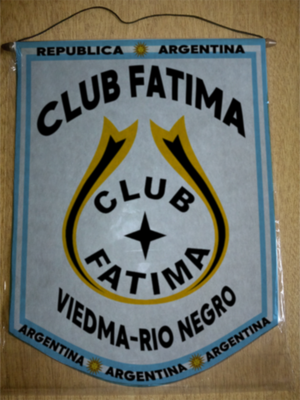 REPUBLICA ARGENTINA
CLUB FATIMA
CLUB
FATIMA
VIEDMA-RIO NEGRO
ARGENTINA ARGENTINA ARGENTINA